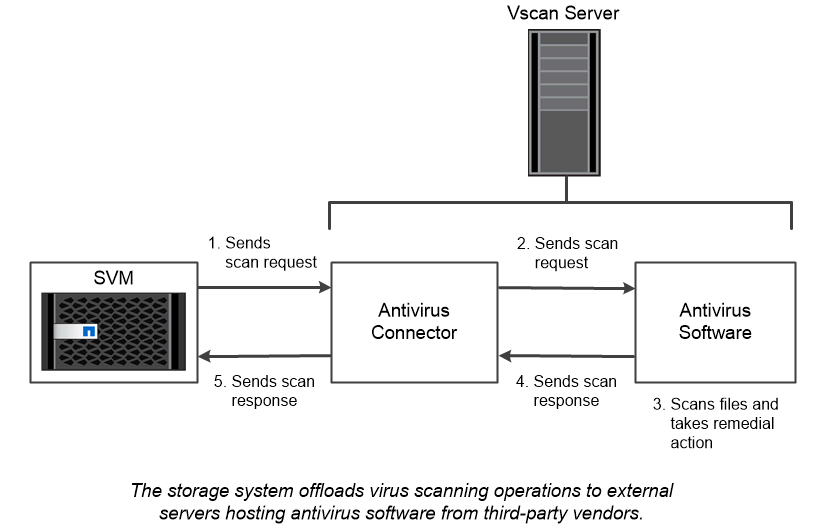 Vscan Server
1. Sends
scan request
2. Sends scan
request
SVM
Antivirus
Connector
Antivirus
Software
5. Sends scan
response
4. Sends scan
response
3. Scans files and
takes remedial
action
The storage system offloads virus scanning operations to external
servers hosting antivirus software from third-party vendors.